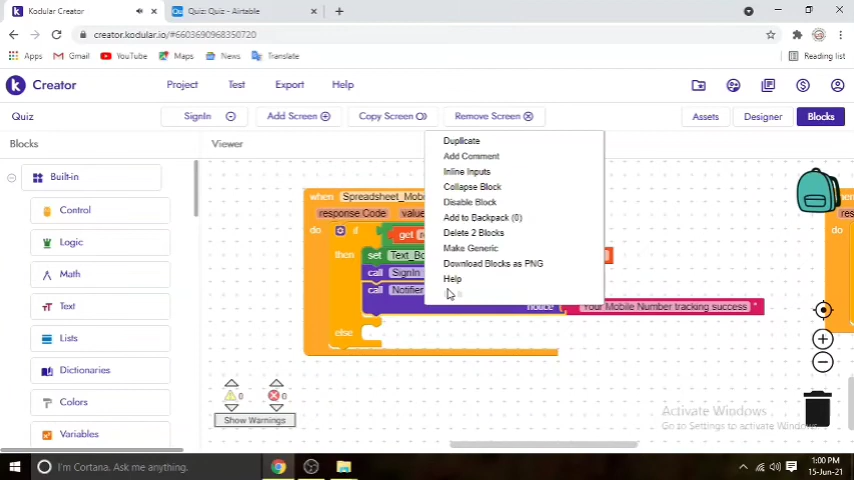 Kodular Creator
Quiz: Quiz - Airtable
creator.kodular.io/#6603690968350720
Apps
Gmail
YouTube
Maps
News
Translate
Reading list
Creator
Project
Test
Export
Help
Quiz
SignIn
Add Screen
Copy Screen
Remove Screen
Assets
Designer
Blocks
Blocks
Viewer
Built-in
Control
Logic
Math
Text
Lists
Dictionaries
Colors
Variables
Duplicate
Add Comment
Inline Inputs
Collapse Block
Disable Block
Add to Backpack (0)
Delete 2 Blocks
Make Generic
Download Blocks as PNG
Help
when
response Code
do
if
get
then
set
call SignIn
call
notice
" Your Mobile Number tracking success "
else
do
0
0
Show Warnings
Activate Windows
Go to Settings to activate Windows.
I'm Cortana. Ask me anything.
1:00 PM
15-Jun-21